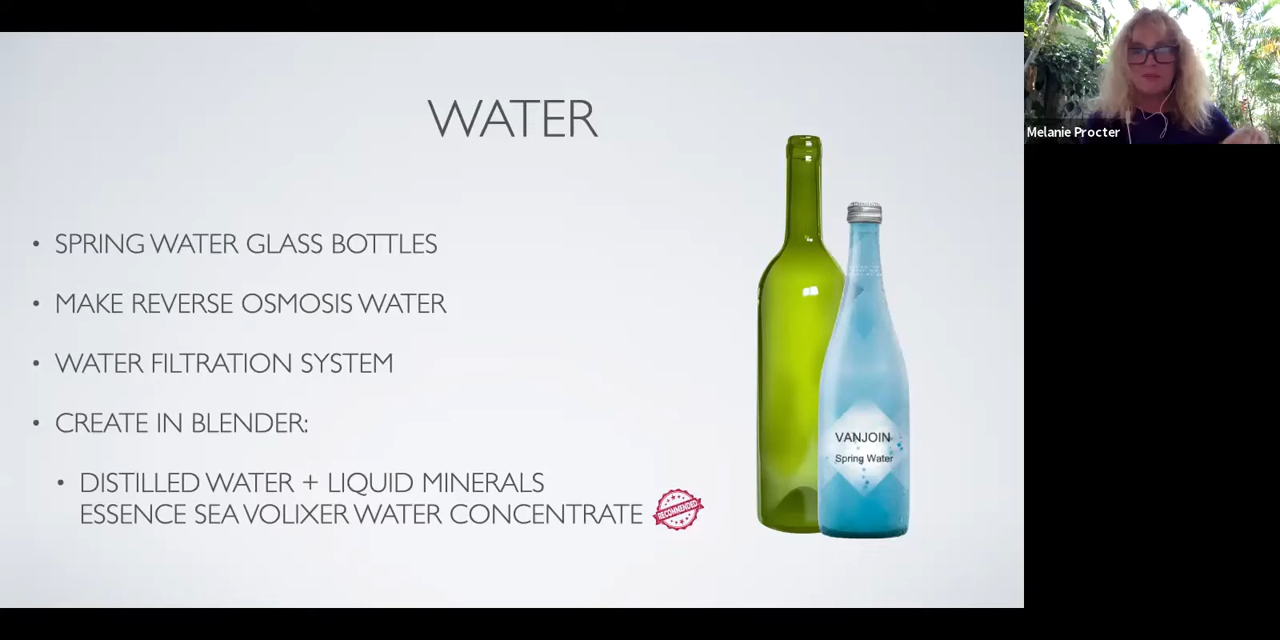 WATER
Melanie Procter
• SPRING WATER GLASS BOTTLES
• MAKE REVERSE OSMOSIS WATER
• WATER FILTRATION SYSTEM
• CREATE IN BLENDER:
• DISTILLED WATER + LIQUID MINERALS
ESSENCE SEA VOLIXER WATER CONCENTRATE
RECOMMENDED
VANJOIN
Spring Water